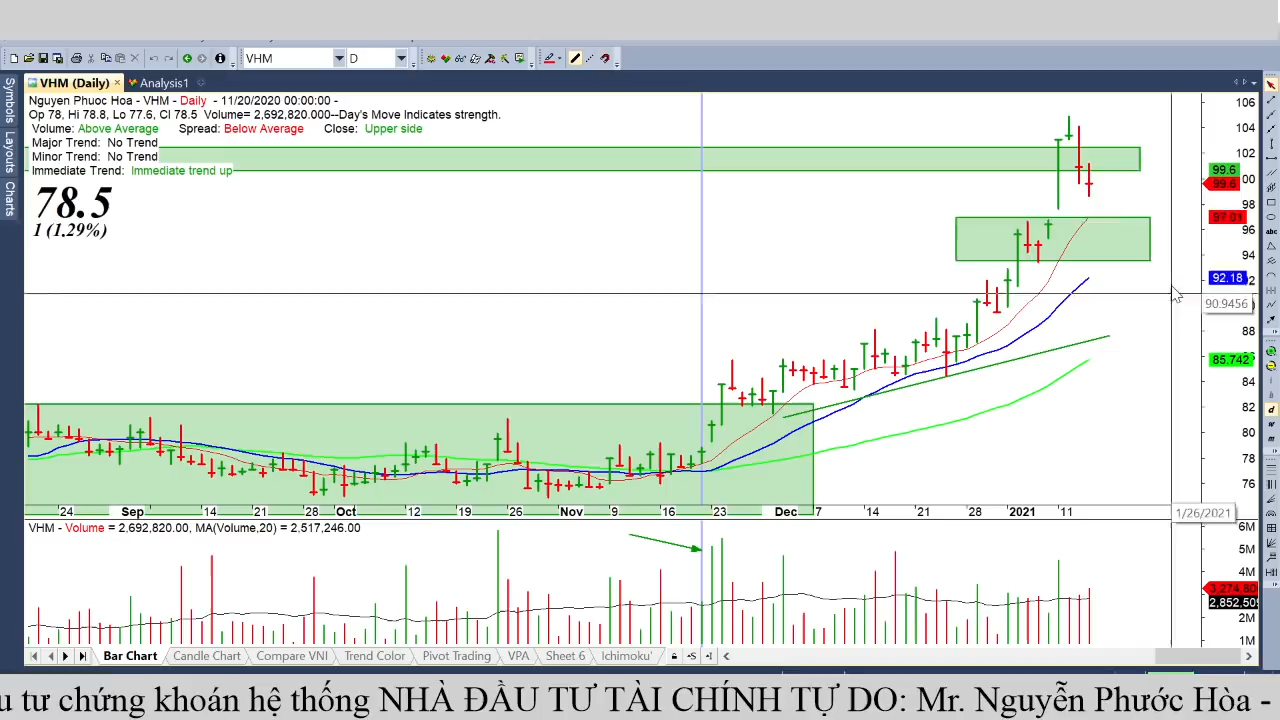 VHM
D
VHM (Daily)
Analysis1
Symbols
Layouts
Charts
Nguyen Phuoc Hoa - VHM - Daily - 11/20/2020 00:00:00 -
Op 78, Hi 78.8, Lo 77.6, Cl 78.5 Volume= 2,692,820.000--Day's Move Indicates strength.
Volume: Above Average Spread: Below Average Close: Upper side
Major Trend: No Trend
Minor Trend: No Trend
Immediate Trend: Immediate trend up
78.5
1 (1,29%)
106
104
102
99.6
00
99.6
98
97.01
96
94
92.18
2
90.9456
88
85.742
84
82
80
78
76
24 Sep 14 21 28 Oct 12 19 26 Nov 9 16 23 Dec 7 14 21 28 2021 11
1/26/2021
VHM - Volume = 2,692,820.00, MA(Volume,20) = 2,517,246.00
6M
5M
4M
3,274,80
2,852,50
2M
1M
Bar Chart Candle Chart Compare VNI Trend Color Pivot Trading VPA Sheet 6 Ichimoku'
tư chứng khoán hệ thống NHÀ ĐẦU TƯ TÀI CHÍNH TỰ DO: Mr. Nguyễn Phước Hòa -